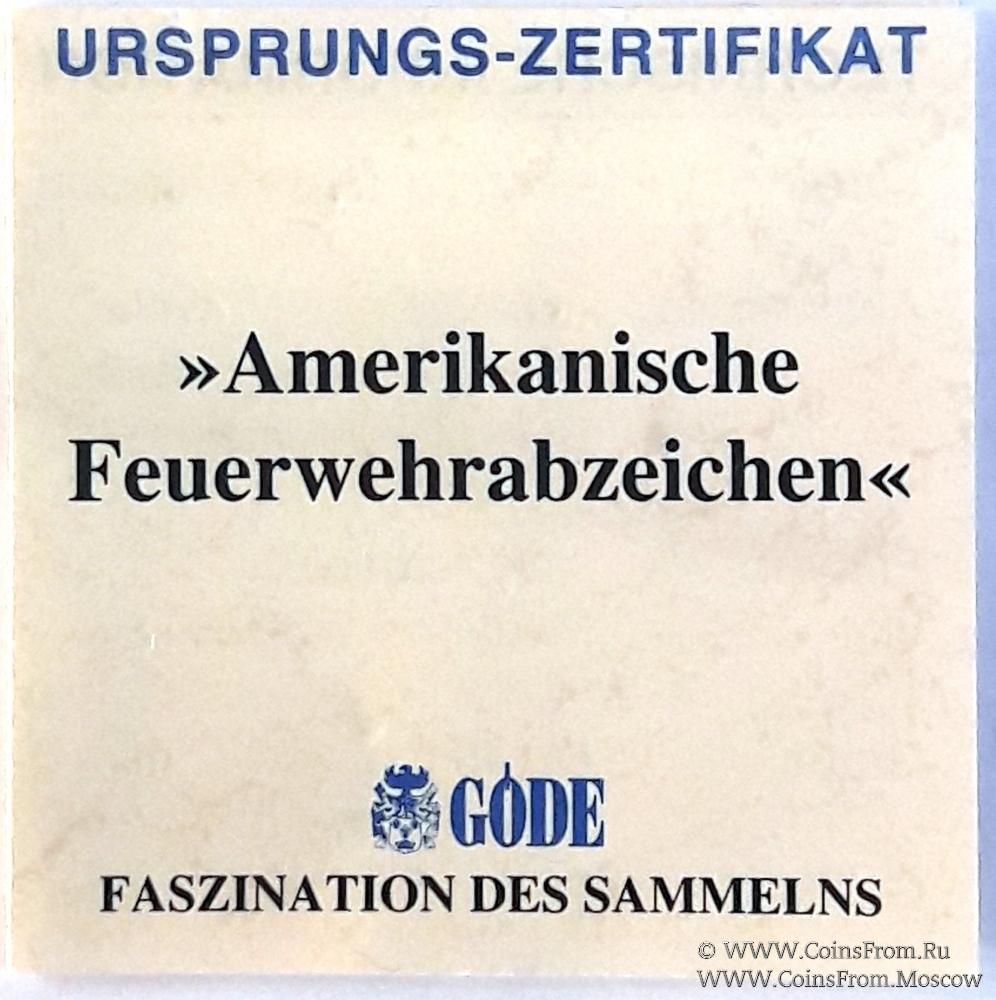 URSPRUNGS-ZERTIFIKAT
»Amerikanische
Feuerwehrabzeichen«
GÖDE
FASZINATION DES SAMMELNS
© WWW.CoinsFrom.Ru
WWW.CoinsFrom.Moscow